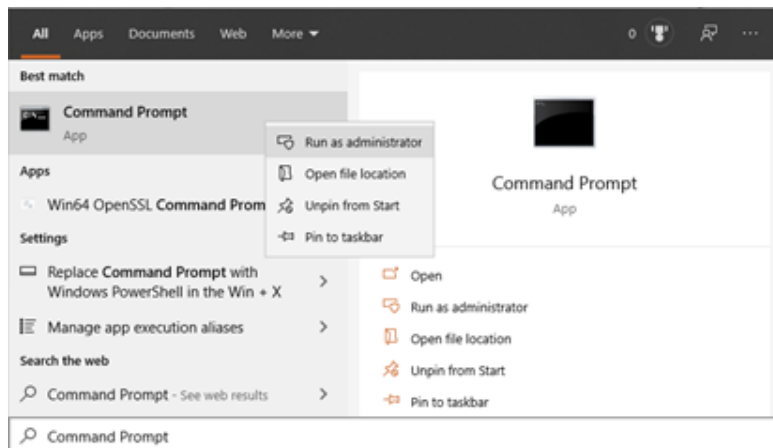 All Apps Documents Web More 0
Best match
Command Prompt
App
Run as administrator
Open file location
Unpin from Start
Pin to taskbar
Apps
Win64 OpenSSL Command Prom
Settings
Replace Command Prompt with
Windows PowerShell in the Win + X
Manage app execution aliases
Search the web
Command Prompt - See web results
Command Prompt
App
Open
Run as administrator
Open file location
Unpin from Start
Pin to taskbar
Command Prompt